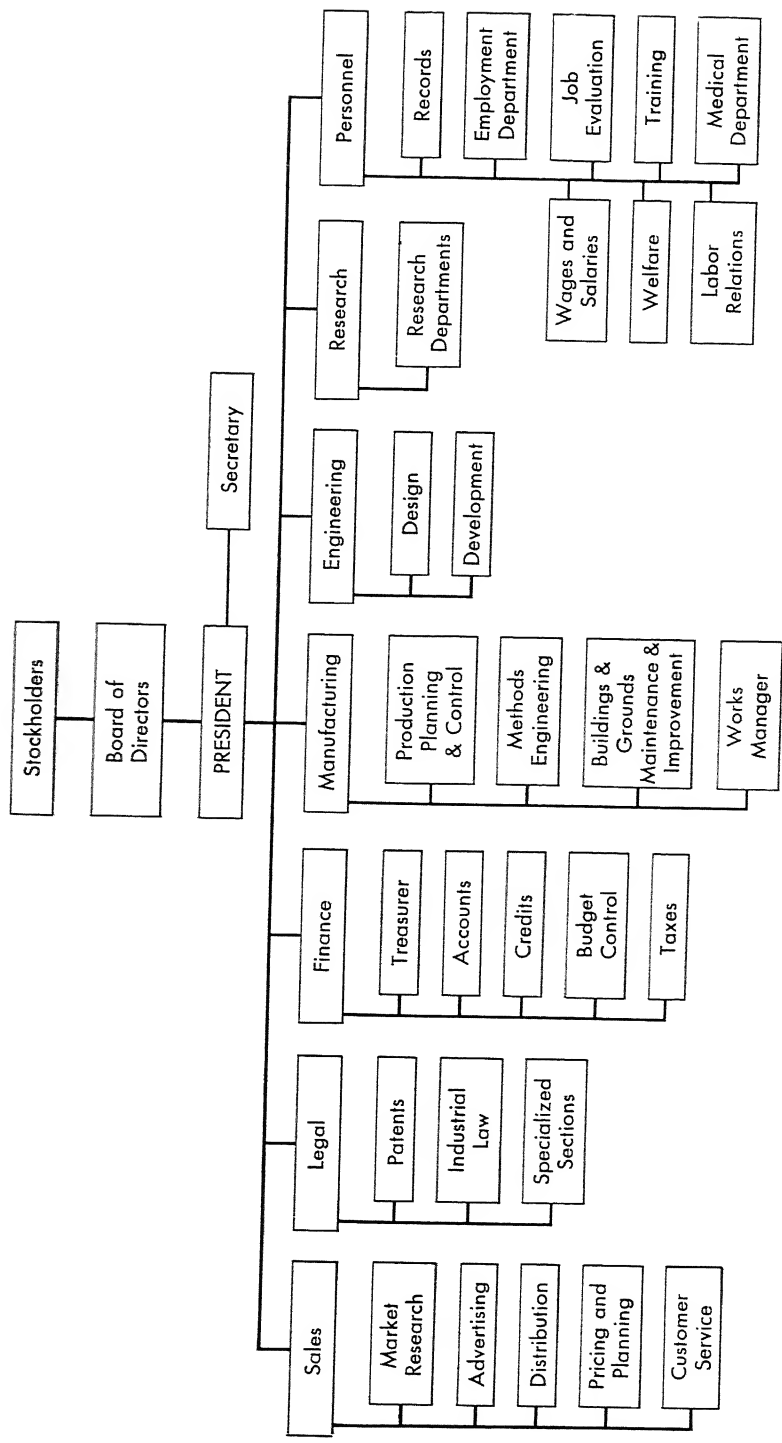 Stockholders
Board of
Directors
PRESIDENT
Secretary
Sales
Market
Research
Advertising
Distribution
Pricing and
Planning
Customer
Service
Legal
Patents
Industrial
Law
Specialized
Sections
Finance
Treasurer
Accounts
Credits
Budget
Control
Taxes
Manufacturing
Production
Planning
& Control
Methods
Engineering
Buildings &
Grounds
Maintenance &
Improvement
Works
Manager
Engineering
Design
Development
Research
Research
Departments
Personnel
Records
Employment
Department
Wages and
Salaries
Job
Evaluation
Welfare
Training
Labor
Relations
Medical
Department